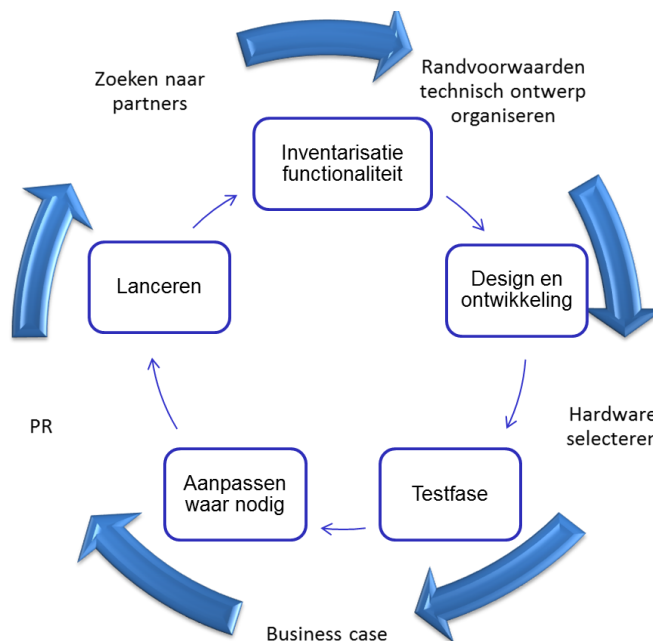 Zoeken naar
partners
Randvoorwaarden
technisch ontwerp
organiseren
Inventarisatie
functionaliteit
Lanceren
Design en
ontwikkeling
PR
Hardware
selecteren
Aanpassen
waar nodig
Testfase
Business case